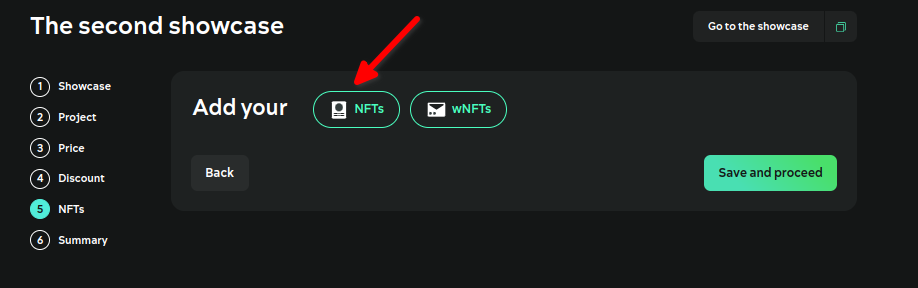 The second showcase
Go to the showcase
1 Showcase
2 Project
3 Price
4 Discount
5 NFTs
6 Summary
Add your NFTs wNFTs
Back
Save and proceed